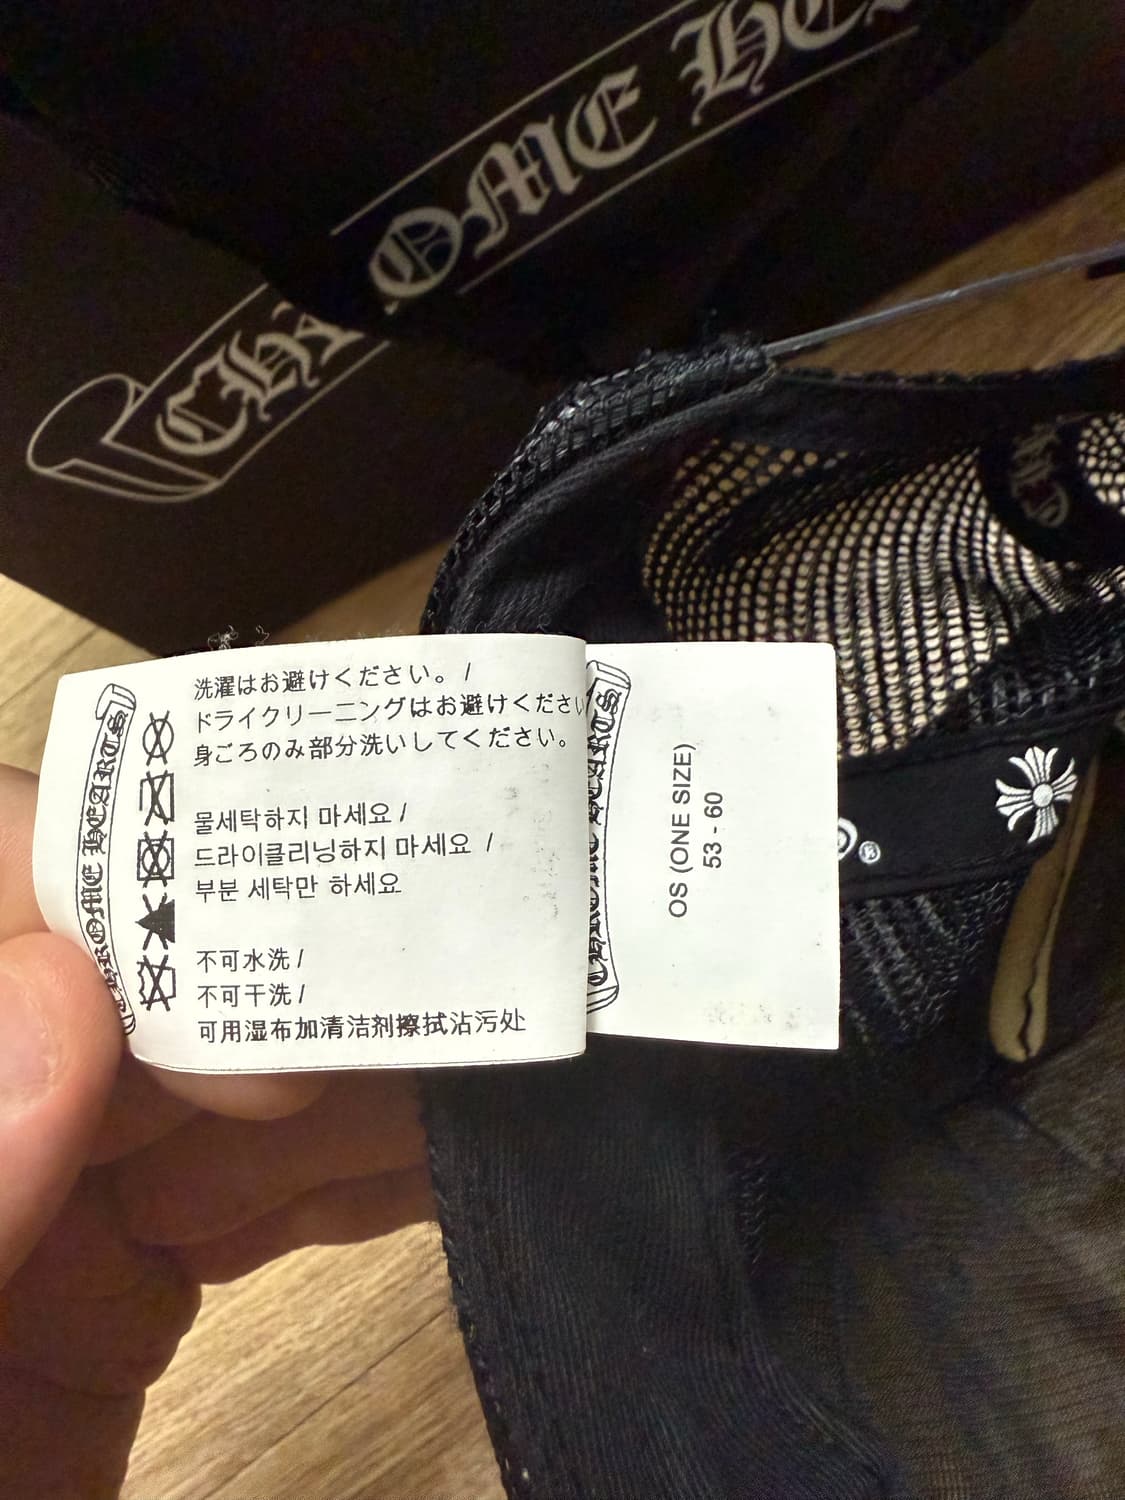 CHROME HE
CHROME HEARTS
洗濯はお避けください。/
ドライクリーニングはお避けください
身ごろのみ部分洗いしてください。
물세탁하지 마세요 /
드라이클리닝하지 마세요 /
부분 세탁만 하세요
不可水洗 /
不可干洗 /
可用湿布加清洁剂擦拭沾污处
CHROME HEARTS
OS (ONE SIZE)
53 - 60
®